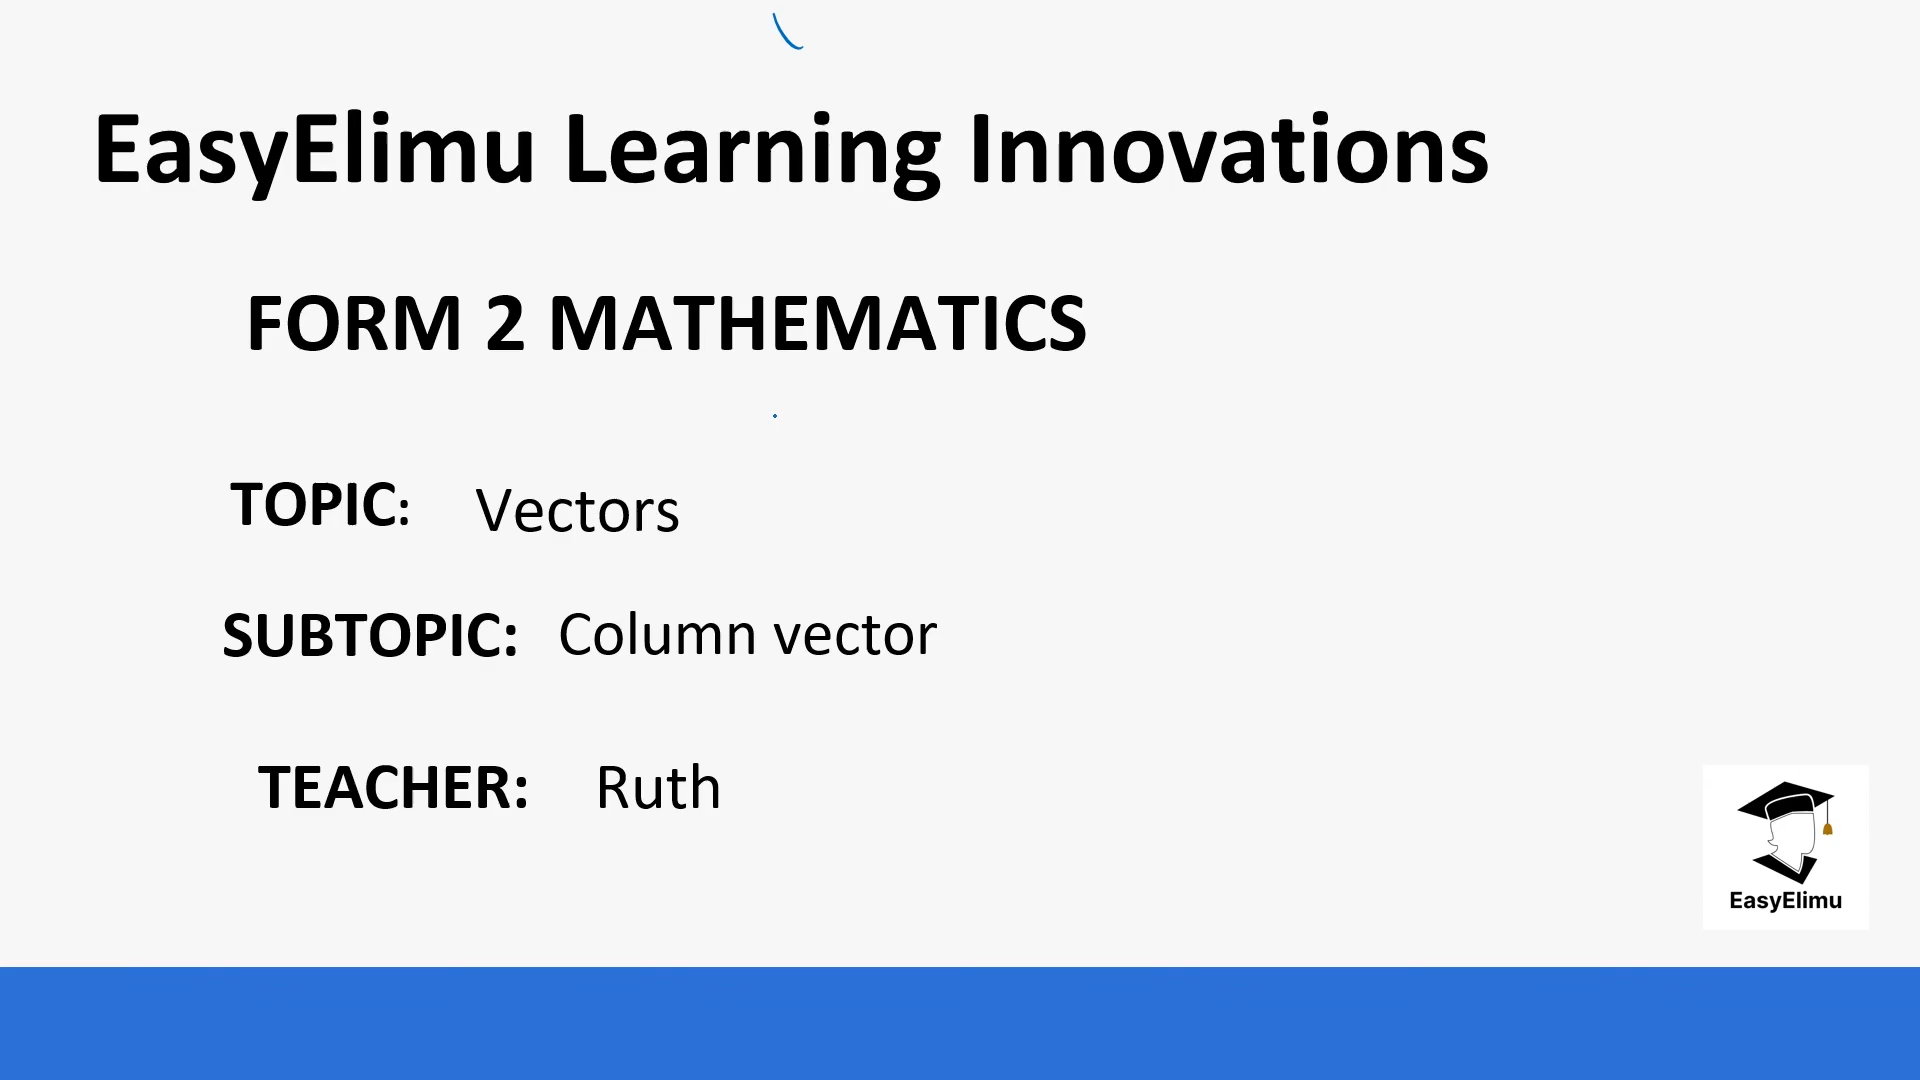 EasyElimu Learning Innovations
FORM 2 MATHEMATICS
TOPIC: Vectors
SUBTOPIC: Column vector
TEACHER: Ruth
EasyElimu